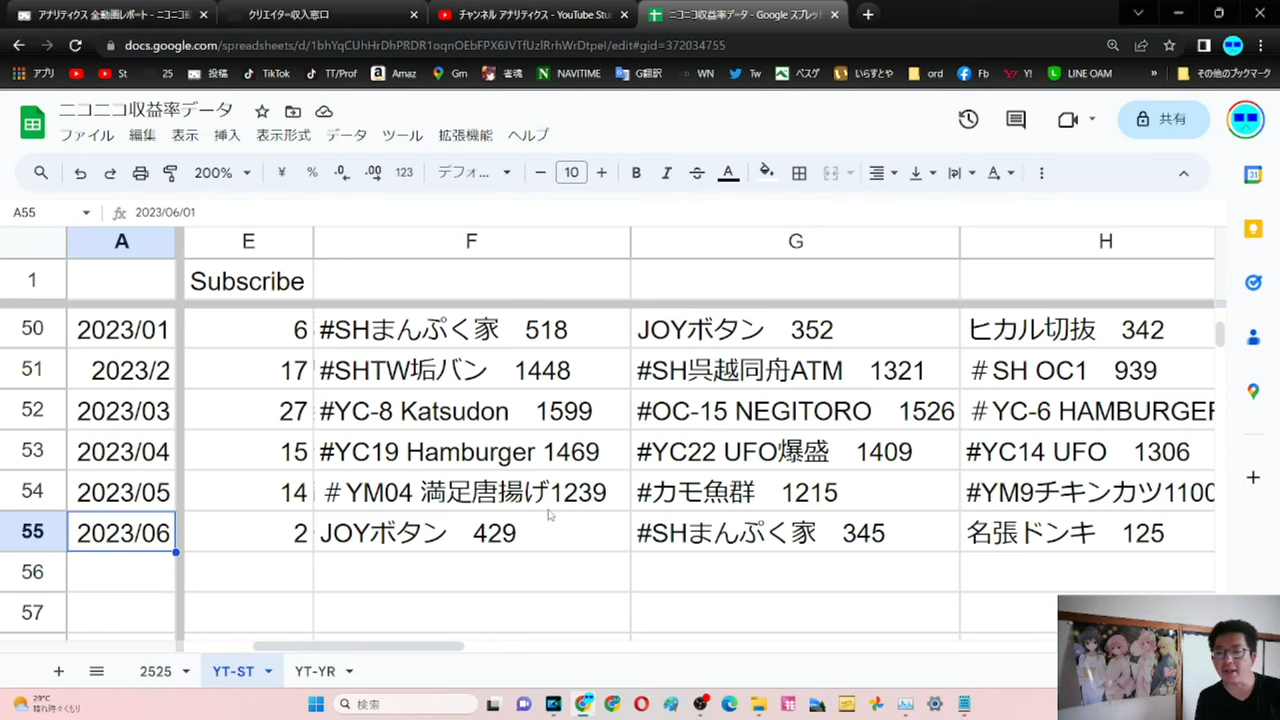 アナリティクス 全動画レポート - ニコニコ動
クリエイター収入窓口
チャンネル アナリティクス - YouTube Stu
ニコニコ収益率データ - Google スプレッド
docs.google.com/spreadsheets/d/1bhYqCUhHrDhPRDR1oqnOEbFPX6JVTfUzlRrhWrDtpeI/edit#gid=372034755
アプリ
St
25
投稿
TikTok
TT/Prof
Amaz
Gm
雀魂
NAVITIME
G翻訳
WN
Tw
ベスゲ
いらすとや
ord
Fb
Y!
LINE OAM
»
その他のブックマーク
ニコニコ収益率データ
ファイル 編集 表示 挿入 表示形式 データ ツール 拡張機能 ヘルプ
共有
200% ¥ % .0 .00 123 デフォ... − 10 + B I A
A55 fx 2023/06/01
A E F G H
1 Subscribe
50 2023/01 6 #SHまんぷく家 518 JOYボタン 352 ヒカル切抜 342
51 2023/2 17 #SHTW垢バン 1448 #SH呉越同舟ATM 1321 ＃SH OC1 939
52 2023/03 27 #YC-8 Katsudon 1599 #OC-15 NEGITORO 1526 ＃YC-6 HAMBURGER
53 2023/04 15 #YC19 Hamburger 1469 #YC22 UFO爆盛 1409 #YC14 UFO 1306
54 2023/05 14 ＃YM04 満足唐揚げ1239 #カモ魚群 1215 #YM9チキンカツ1100
55 2023/06 2 JOYボタン 429 #SHまんぷく家 345 名張ドンキ 125
56
57
2525 YT-ST YT-YR
29°C
晴れ時々くもり
検索